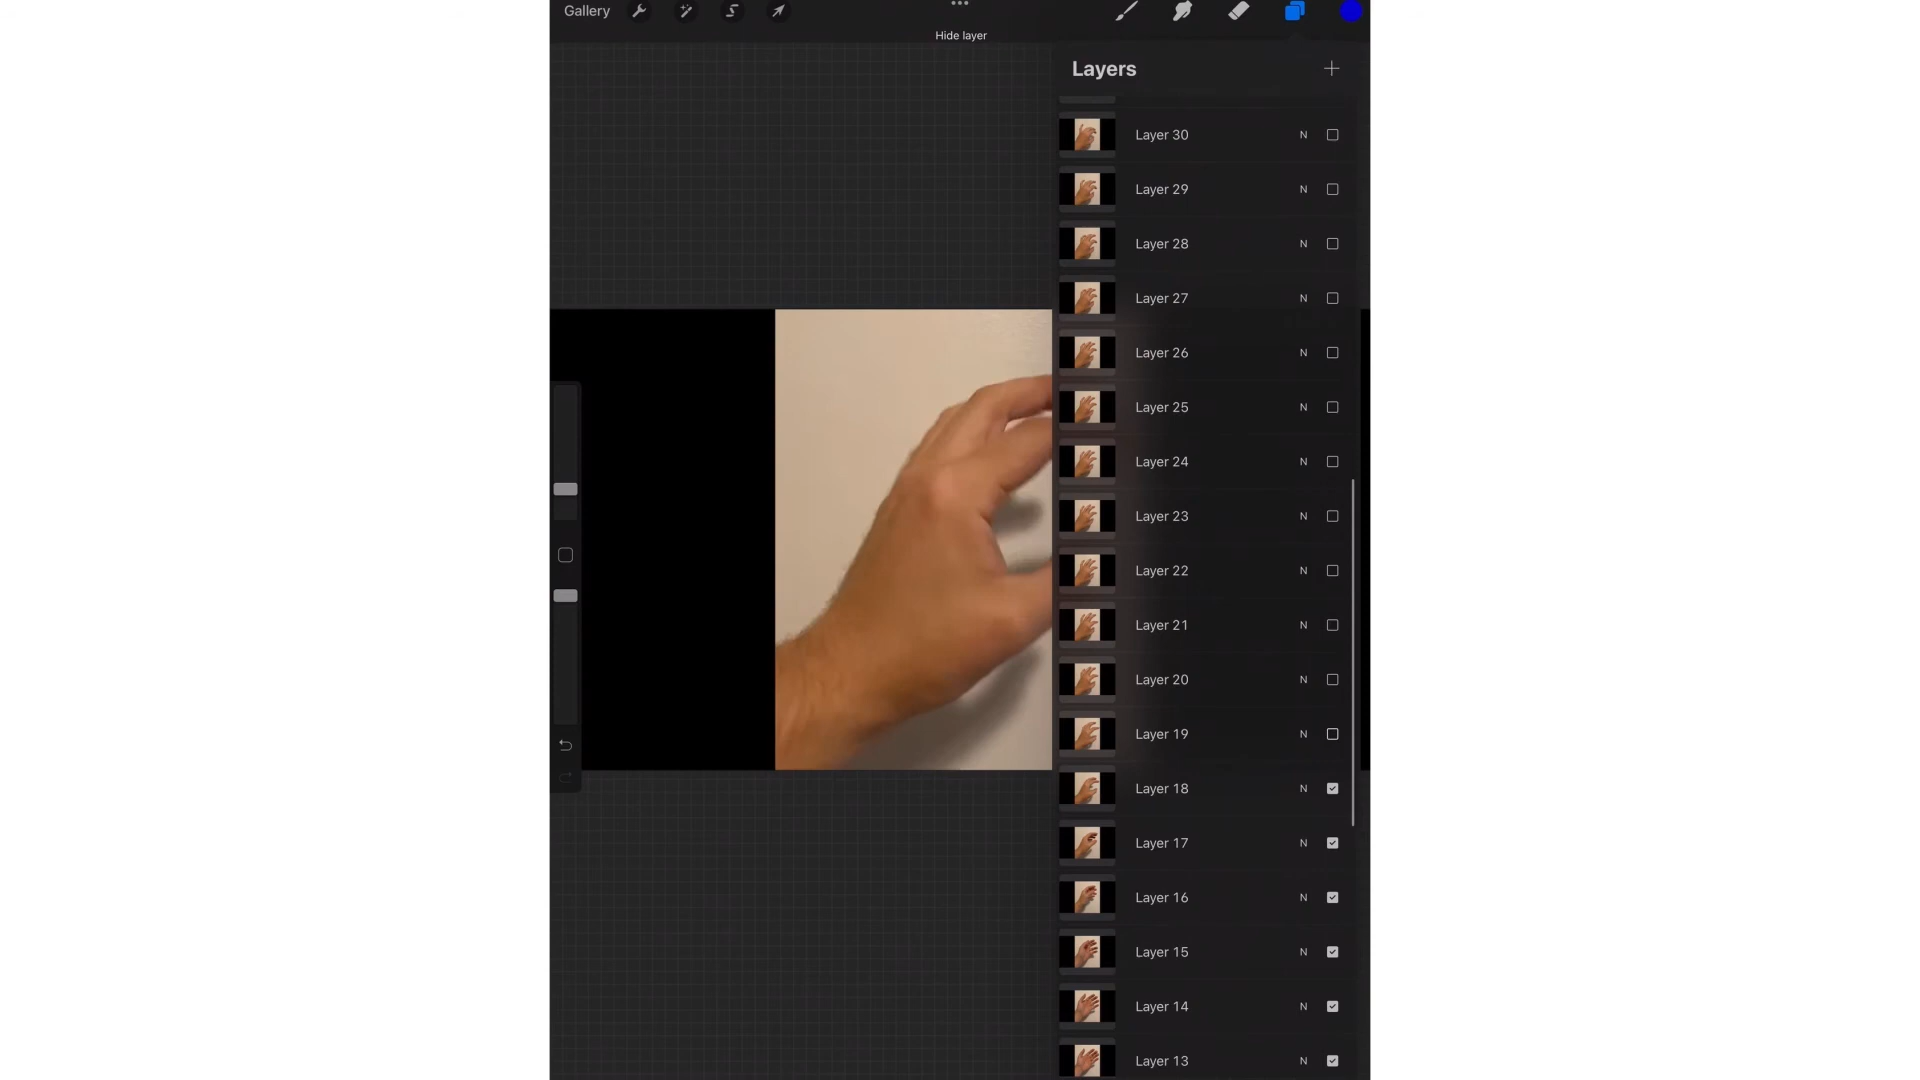 Gallery
Hide layer
Layers
Layer 30 N
Layer 29 N
Layer 28 N
Layer 27 N
Layer 26 N
Layer 25 N
Layer 24 N
Layer 23 N
Layer 22 N
Layer 21 N
Layer 20 N
Layer 19 N
Layer 18 N
Layer 17 N
Layer 16 N
Layer 15 N
Layer 14 N
Layer 13 N